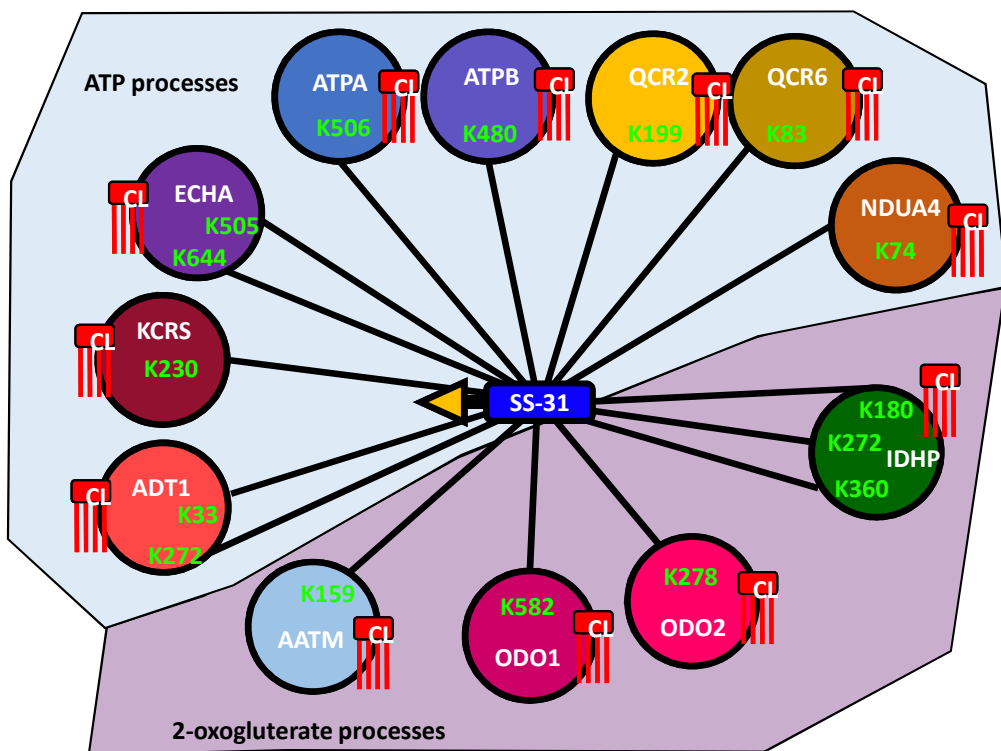 ATP processes
ATPA
K506
CL
ATPB
K480
CL
QCR2
K199
CL
QCR6
K83
CL
ECHA
K505
K644
CL
NDUA4
K74
CL
KCRS
K230
CL
SS-31
K180
K272
IDHP
K360
CL
ADT1
K33
K272
CL
K159
AATM
CL
K582
ODO1
CL
K278
ODO2
CL
2-oxogluterate processes